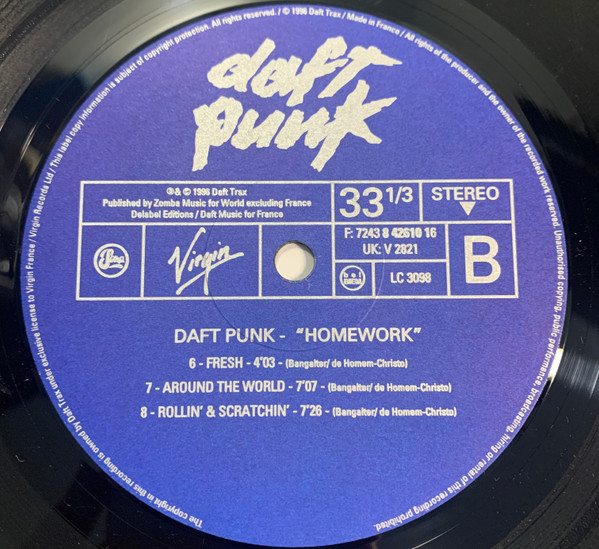 daft
punk
℗& © 1996 Daft Trax
Published by Zomba Music for World excluding France
Delabel Editions / Daft Music for France
33 1/3
STEREO
F: 7243 8 42610 16
UK: V 2821
B
Virgin
LC 3098
DAFT PUNK - “HOMEWORK”
6 - FRESH - 4'03 - (Bangalter/ de Homem-Christo)
7 - AROUND THE WORLD - 7'07 - (Bangalter/ de Homem-Christo)
8 - ROLLIN' & SCRATCHIN' - 7'26 - (Bangalter/ de Homem-Christo)
The copyright in this recording is owned by Daft Trax under exclusive license to Virgin France / Virgin Records Ltd / This label copy information is subject of copyright protection. All rights reserved. / © 1996 Daft Trax / Made in France / All rights of the producer and the owner of the recorded work reserved. Unauthorised copying, public performance, broadcasting, hiring or rental of this recording prohibited.